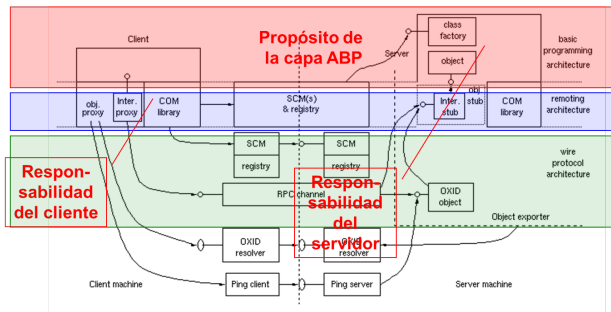 Client
Propósito de
la capa ABP
Server
class
factory
object
basic
programming
architecture
obj.
proxy
Inter.
proxy
COM
library
SCM(s)
& registry
Inter.
stub
obj
stub
COM
library
remoting
architecture
SCM
registry
SCM
registry
wire
protocol
architecture
Respon-
sabilidad
del cliente
RPC channel
Respon-
sabilidad
del
servidor
OXID
object
Object exporter
OXID
resolver
OXID
resolver
Client machine
Ping client
Ping server
Server machine